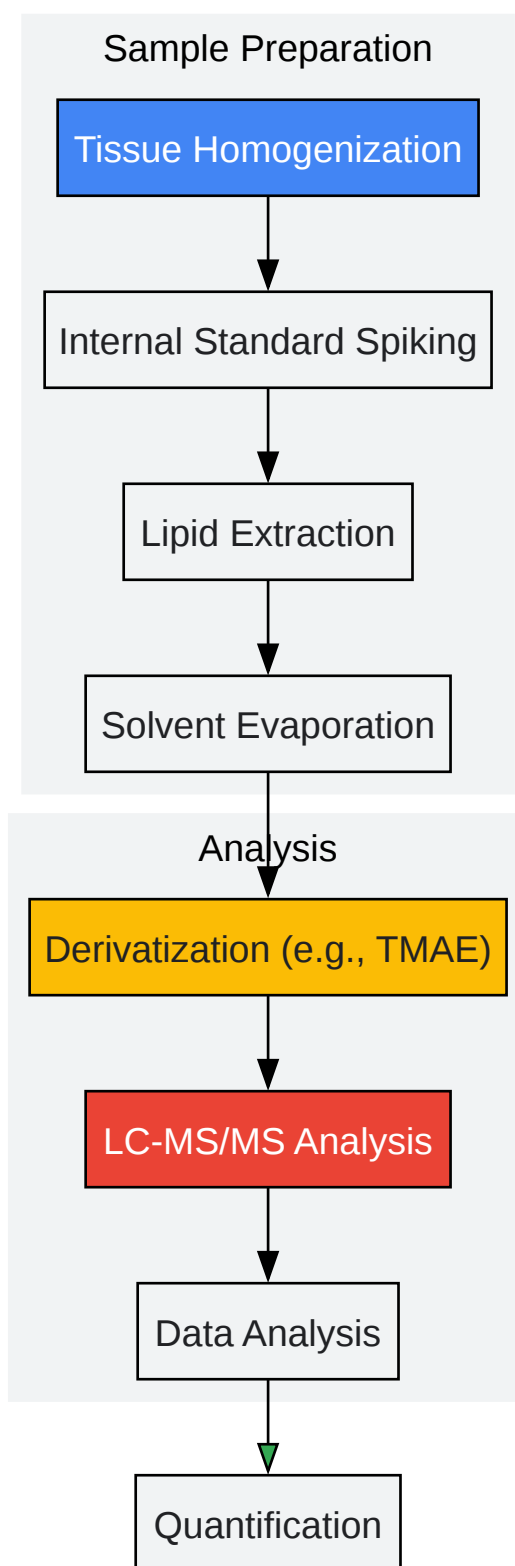 Sample Preparation
Tissue Homogenization
Internal Standard Spiking
Lipid Extraction
Solvent Evaporation
Analysis
Derivatization (e.g., TMAE)
LC-MS/MS Analysis
Data Analysis
Quantification